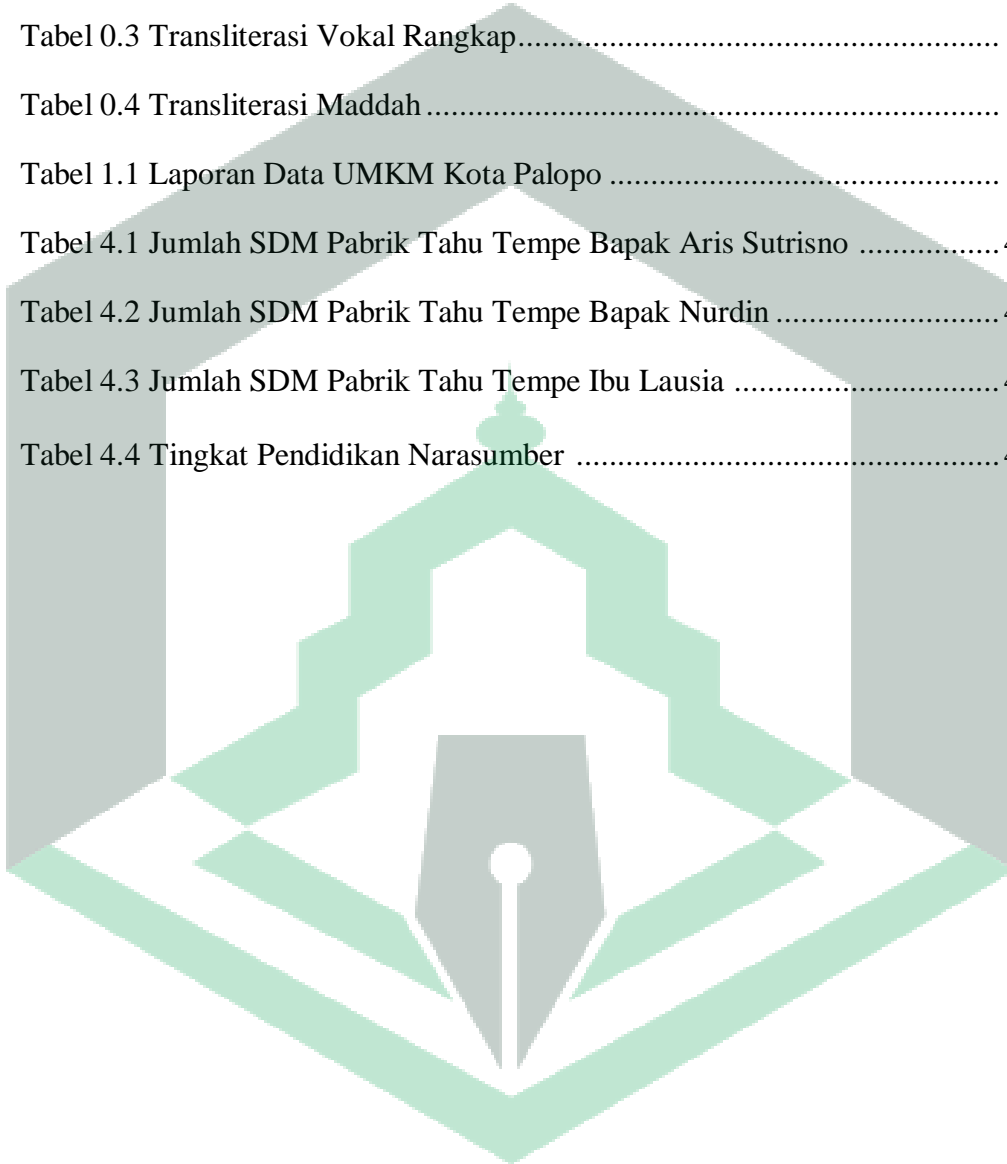 Tabel 0.3 Transliterasi Vokal Rangkap..........................................................
Tabel 0.4 Transliterasi Maddah.....................................................................
Tabel 1.1 Laporan Data UMKM Kota Palopo ...............................................
Tabel 4.1 Jumlah SDM Pabrik Tahu Tempe Bapak Aris Sutrisno .................
Tabel 4.2 Jumlah SDM Pabrik Tahu Tempe Bapak Nurdin ...........................
Tabel 4.3 Jumlah SDM Pabrik Tahu Tempe Ibu Lausia ................................
Tabel 4.4 Tingkat Pendidikan Narasumber ...................................................